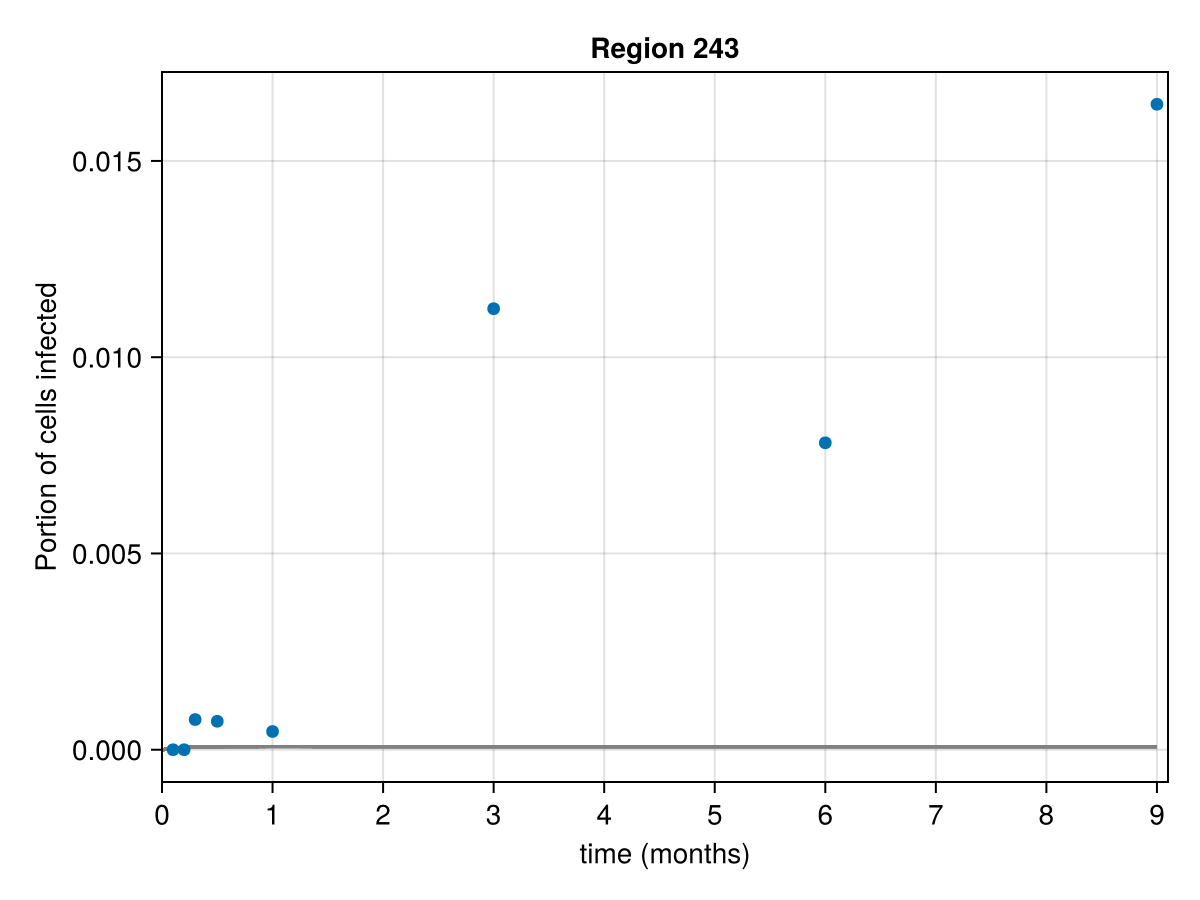 Region 243
Portion of cells infected
0.015
0.010
0.005
0.000
0 1 2 3 4 5 6 7 8 9
time (months)